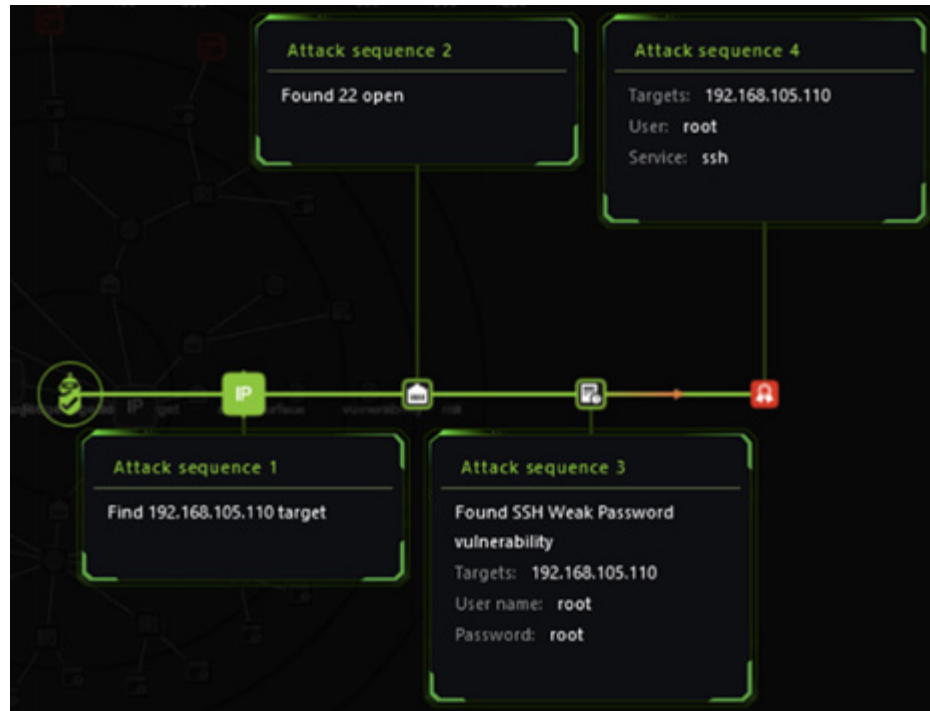 Attack sequence 2
Found 22 open
Attack sequence 4
Targets: 192.168.105.110
User: root
Service: ssh
IP
Attack sequence 1
Find 192.168.105.110 target
Attack sequence 3
Found SSH Weak Password
vulnerability
Targets: 192.168.105.110
User name: root
Password: root